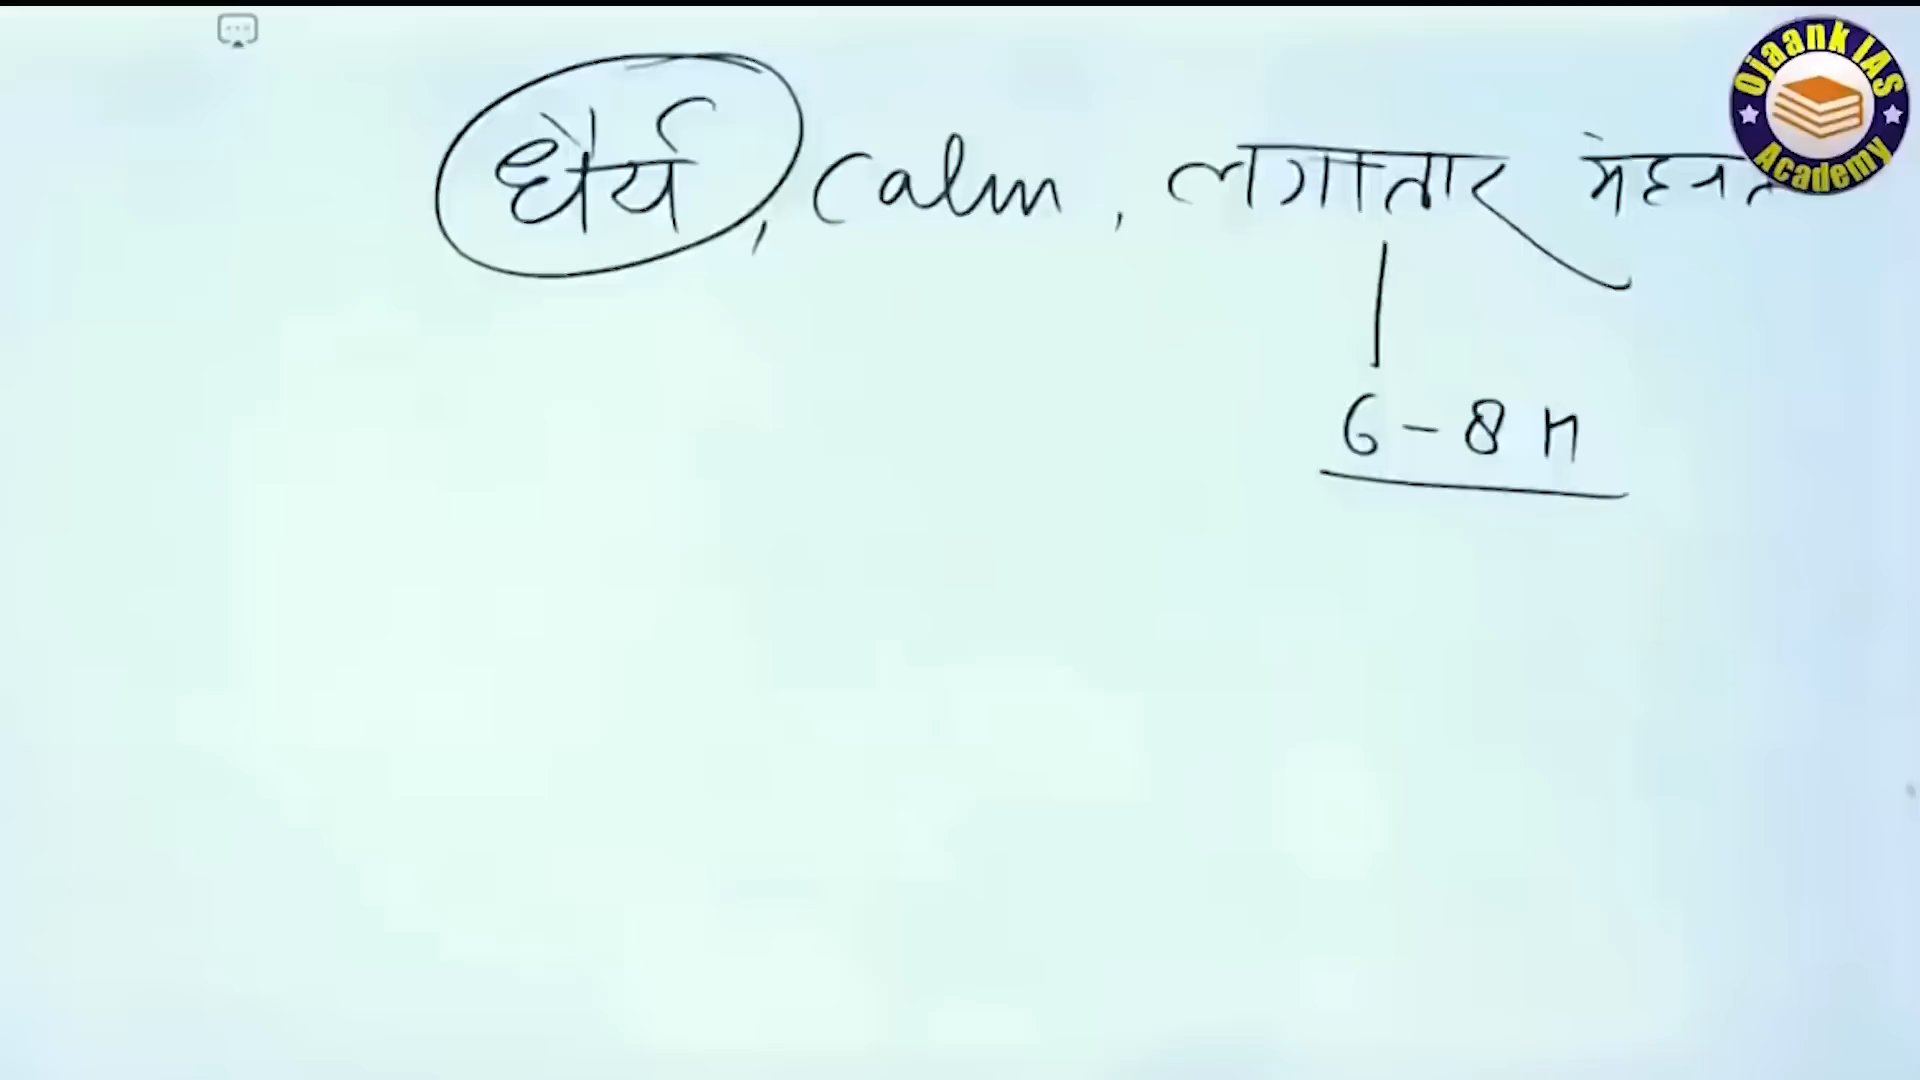 धैर्य, calm, लगातार मेहनत
6-8 H
Ojaank IAS Academy